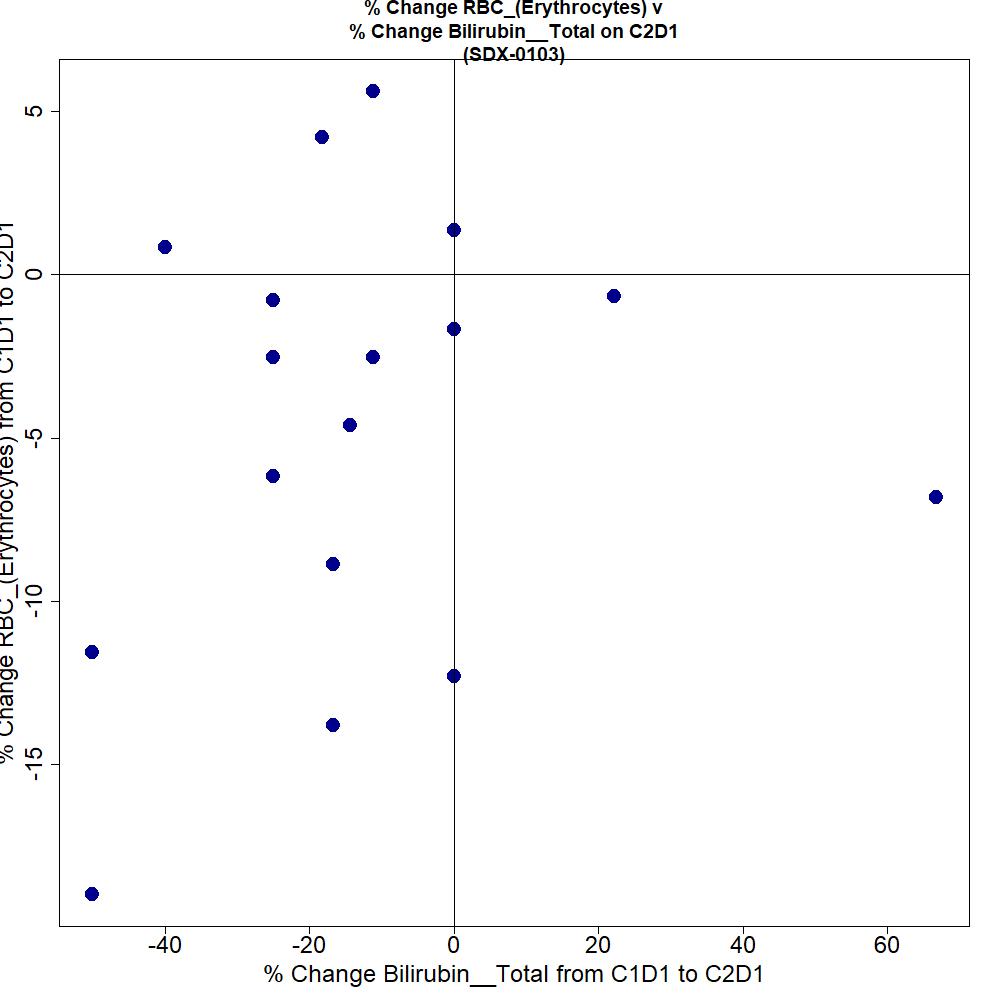 % Change RBC_(Erythrocytes) v
% Change Bilirubin__Total on C2D1
(SDX-0103)
% Change RBC_(Erythrocytes) from C1D1 to C2D1
5
0
-5
-10
-15
-40 -20 0 20 40 60
% Change Bilirubin__Total from C1D1 to C2D1